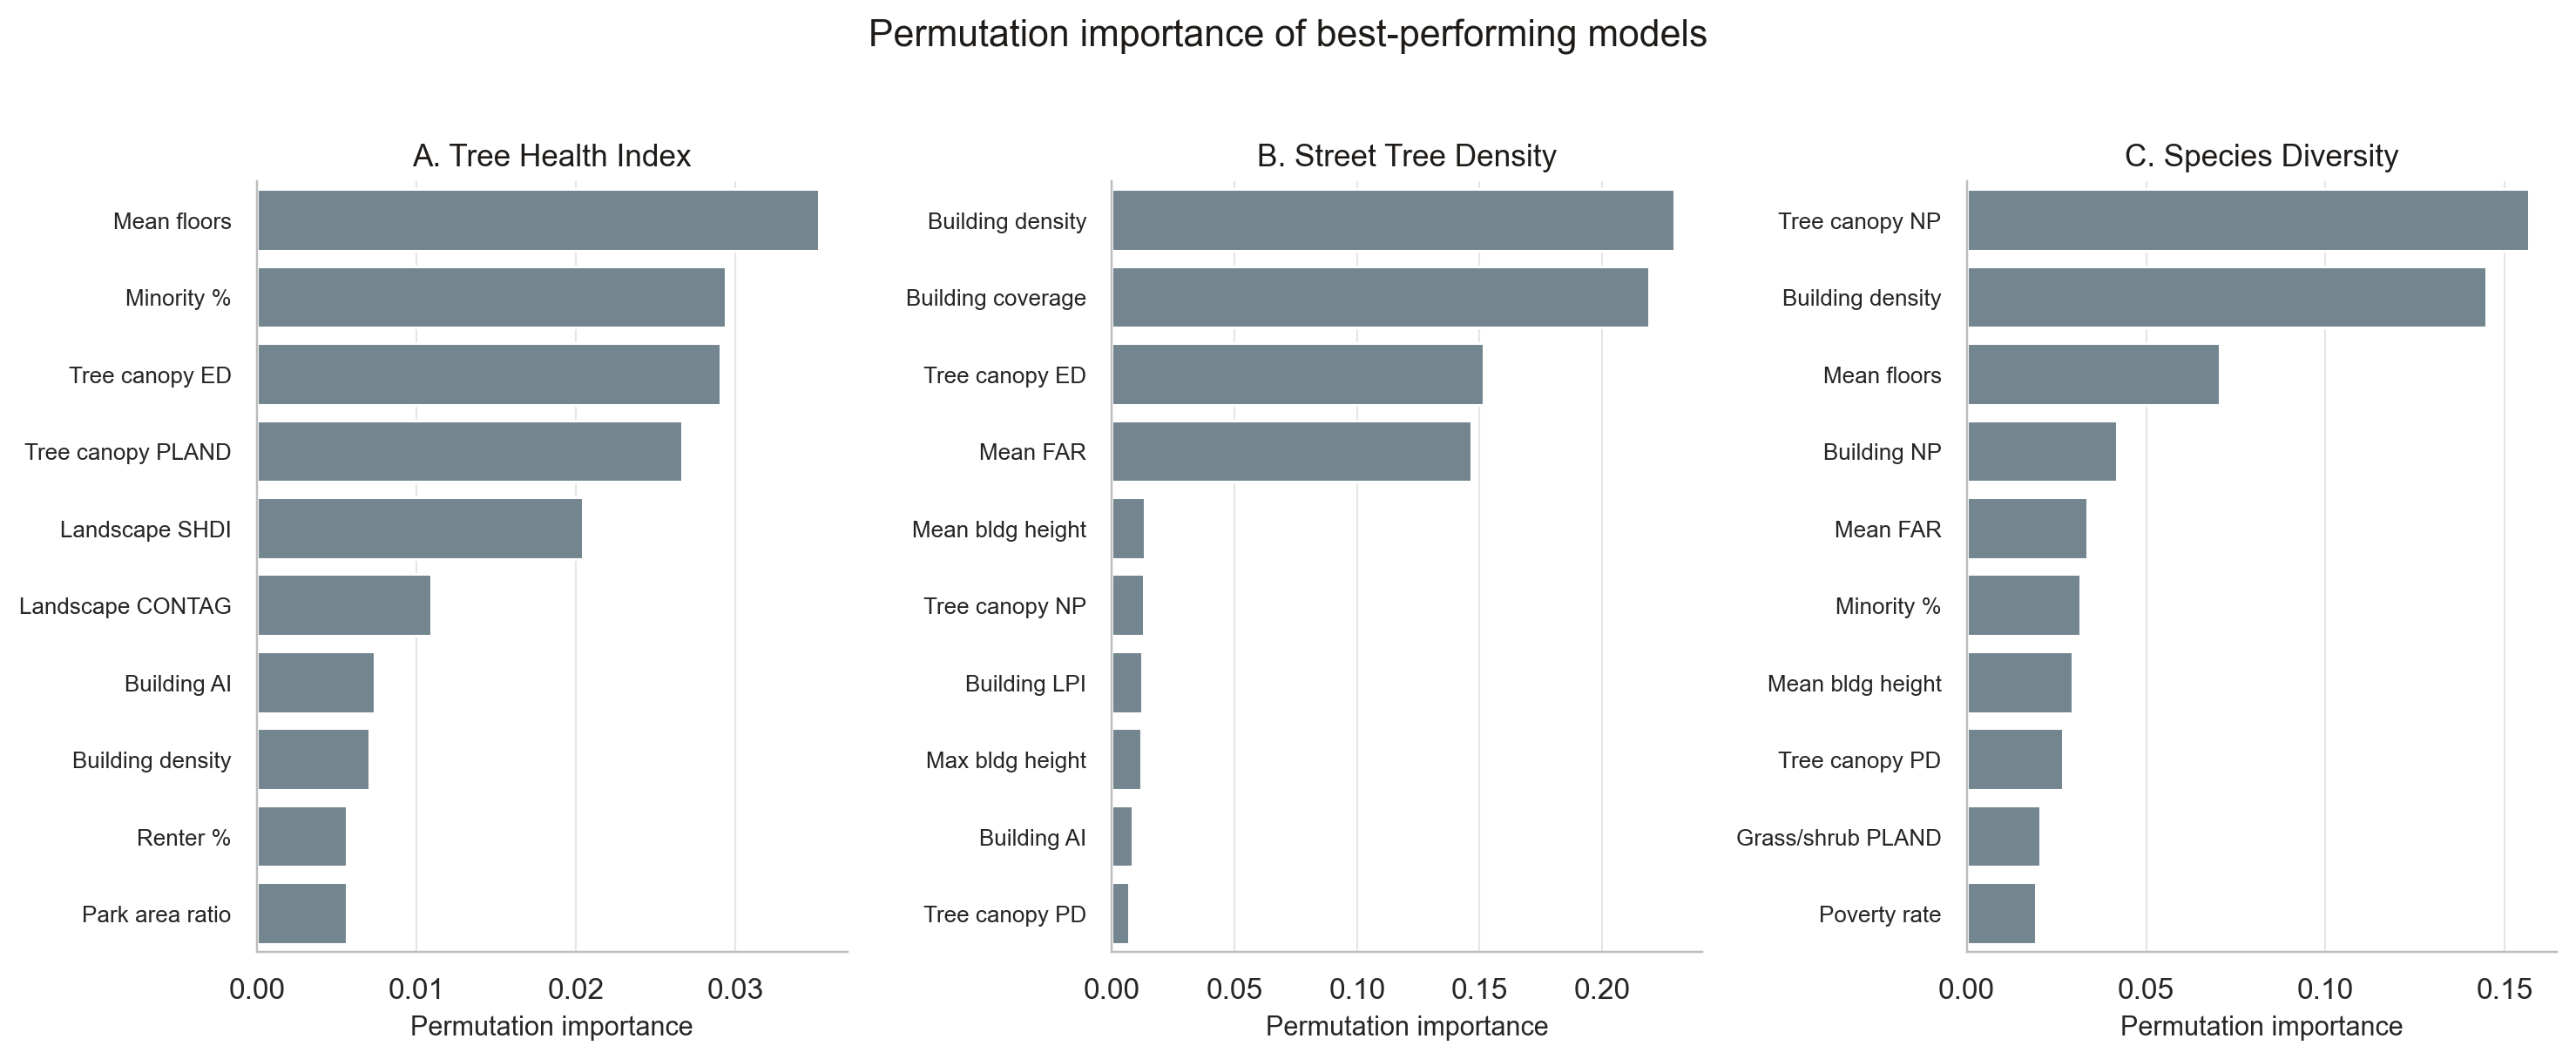 Permutation importance of best-performing models
A. Tree Health Index
Mean floors
Minority %
Tree canopy ED
Tree canopy PLAND
Landscape SHDI
Landscape CONTAG
Building AI
Building density
Renter %
Park area ratio
0.00 0.01 0.02 0.03
Permutation importance
B. Street Tree Density
Building density
Building coverage
Tree canopy ED
Mean FAR
Mean bldg height
Tree canopy NP
Building LPI
Max bldg height
Building AI
Tree canopy PD
0.00 0.05 0.10 0.15 0.20
Permutation importance
C. Species Diversity
Tree canopy NP
Building density
Mean floors
Building NP
Mean FAR
Minority %
Mean bldg height
Tree canopy PD
Grass/shrub PLAND
Poverty rate
0.00 0.05 0.10 0.15
Permutation importance